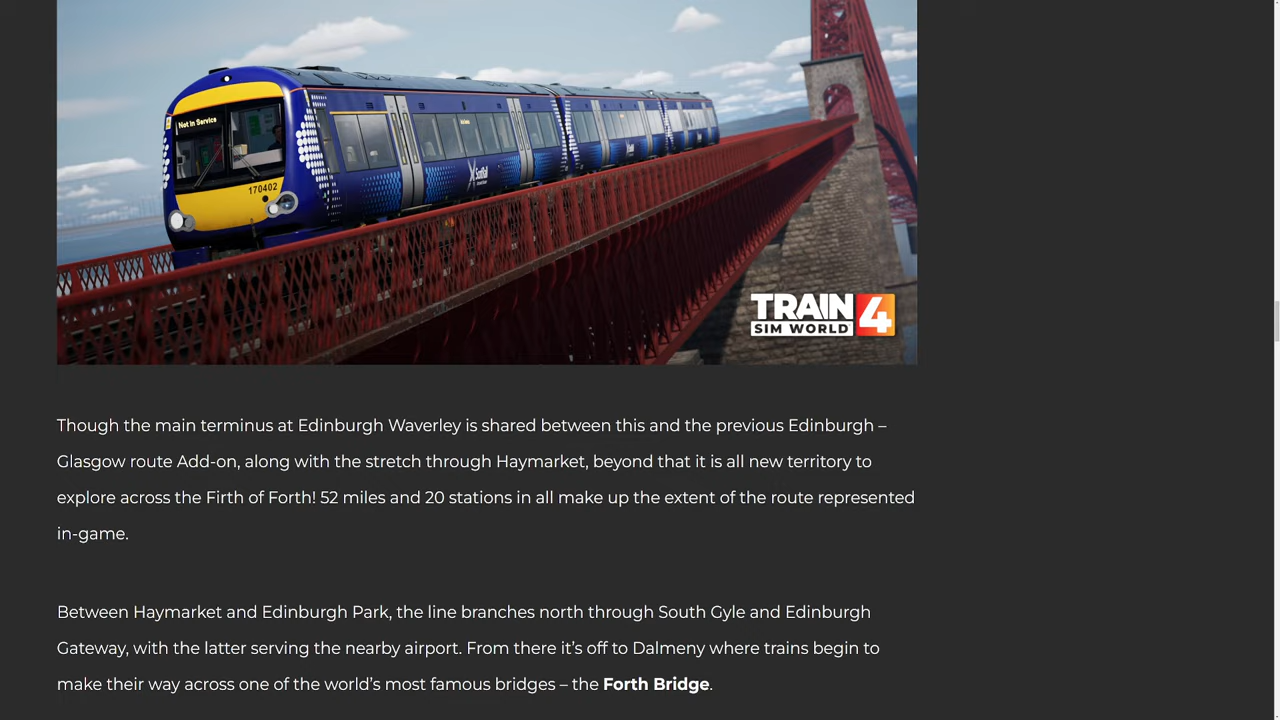 Not In Service
170402
ScotRail
TRAIN
SIM WORLD
4
Though the main terminus at Edinburgh Waverley is shared between this and the previous Edinburgh –
Glasgow route Add-on, along with the stretch through Haymarket, beyond that it is all new territory to
explore across the Firth of Forth! 52 miles and 20 stations in all make up the extent of the route represented
in-game.
Between Haymarket and Edinburgh Park, the line branches north through South Gyle and Edinburgh
Gateway, with the latter serving the nearby airport. From there it’s off to Dalmeny where trains begin to
make their way across one of the world’s most famous bridges – the Forth Bridge.